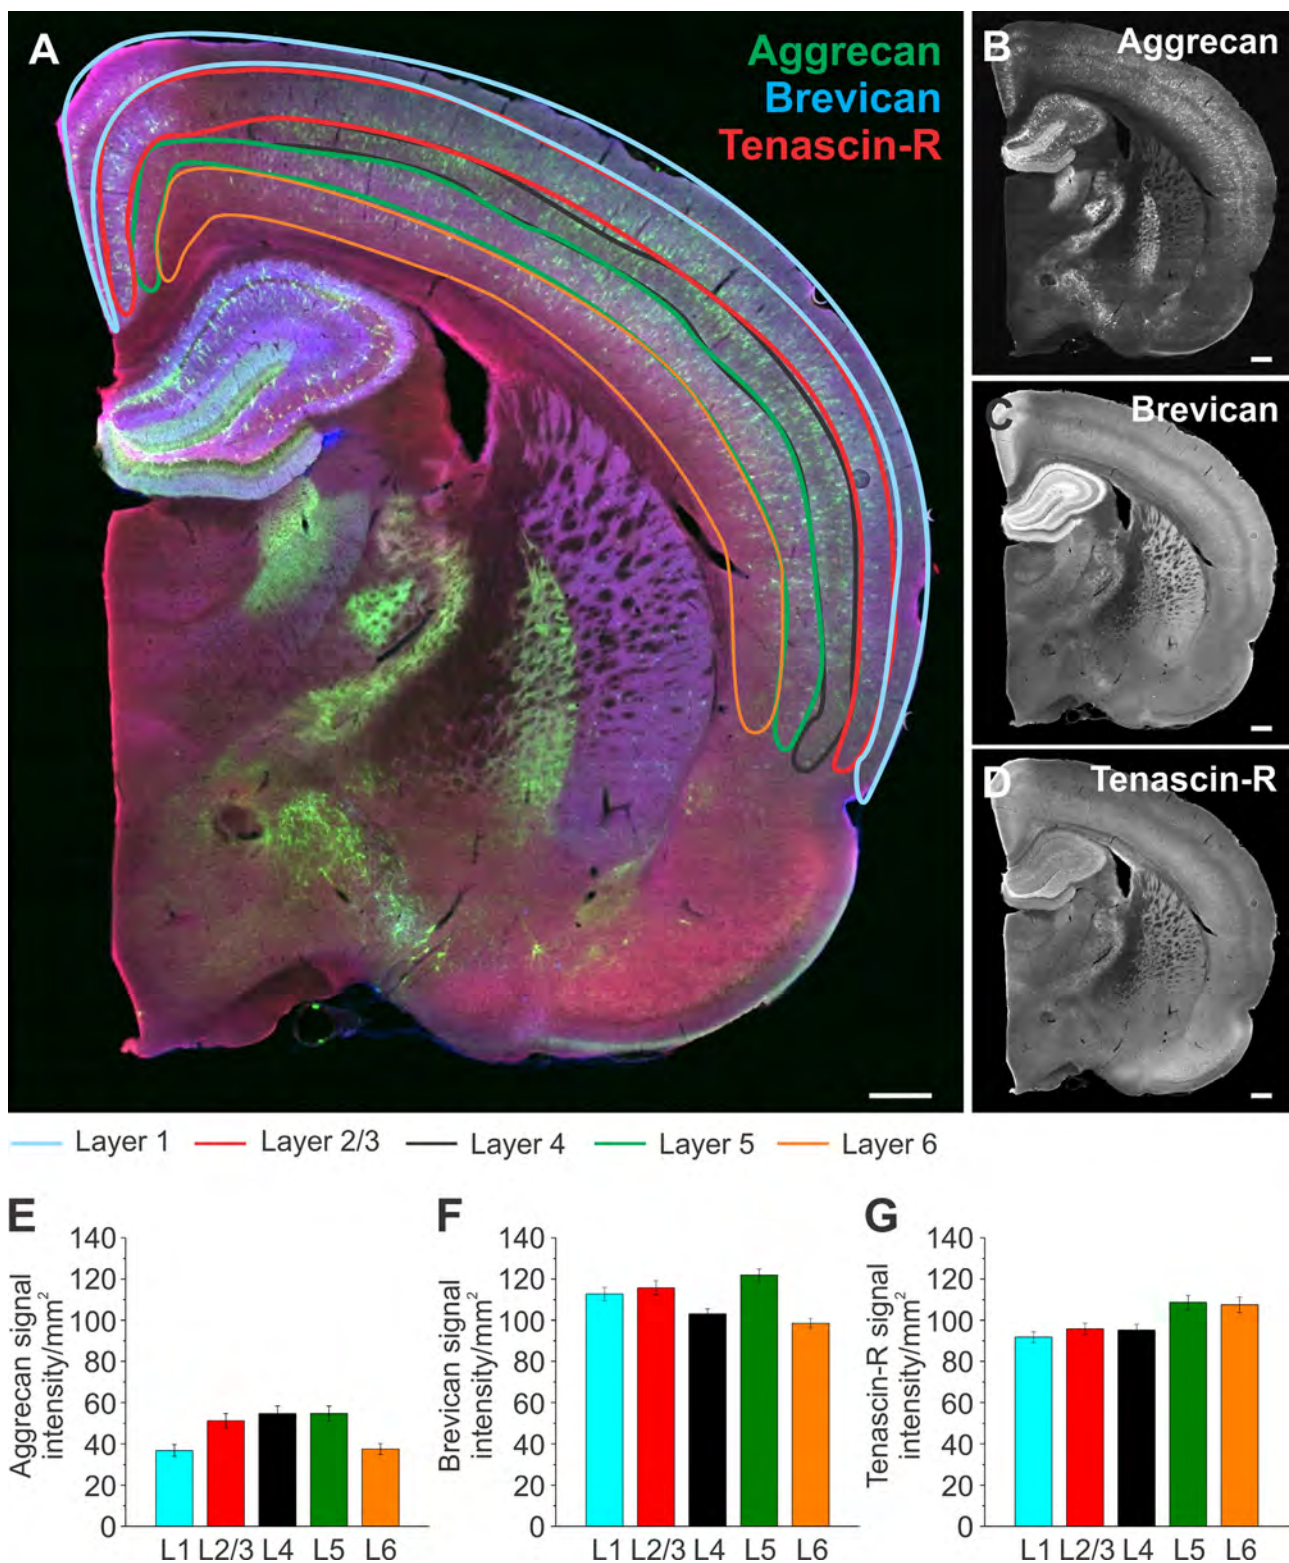 A
Aggrecan
Brevican
Tenascin-R
B
Aggrecan
C
Brevican
D
Tenascin-R
Layer 1 Layer 2/3 Layer 4 Layer 5 Layer 6
E
Aggrecan signal
intensity/mm²
140
120
100
80
60
40
20
0
L1 L2/3 L4 L5 L6
F
Brevican signal
intensity/mm²
140
120
100
80
60
40
20
0
L1 L2/3 L4 L5 L6
G
Tenascin-R signal
intensity/mm²
140
120
100
80
60
40
20
0
L1 L2/3 L4 L5 L6